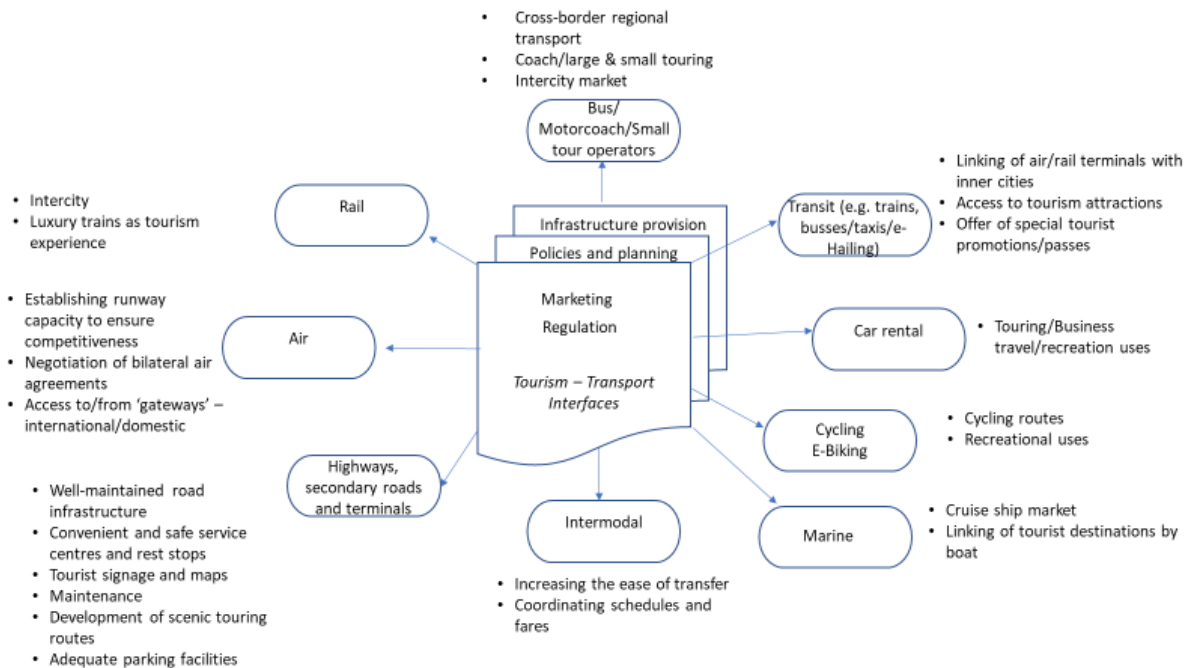 • Cross-border regional
transport
• Coach/large & small touring
• Intercity market
Bus/
Motorcoach/Small
tour operators
• Intercity
• Luxury trains as tourism
experience
Rail
Infrastructure provision
Policies and planning
Marketing
Regulation
Tourism – Transport
Interfaces
Transit (e.g. trains,
busses/taxis/e-
Hailing)
• Linking of air/rail terminals with
inner cities
• Access to tourism attractions
• Offer of special tourist
promotions/passes
• Establishing runway
capacity to ensure
competitiveness
• Negotiation of bilateral air
agreements
• Access to/from ‘gateways’ –
international/domestic
Air
Car rental
• Touring/Business
travel/recreation uses
Cycling
E-Biking
• Cycling routes
• Recreational uses
Highways,
secondary roads
and terminals
• Well-maintained road
infrastructure
• Convenient and safe service
centres and rest stops
• Tourist signage and maps
• Maintenance
• Development of scenic touring
routes
• Adequate parking facilities
Intermodal
• Increasing the ease of transfer
• Coordinating schedules and
fares
Marine
• Cruise ship market
• Linking of tourist destinations by
boat